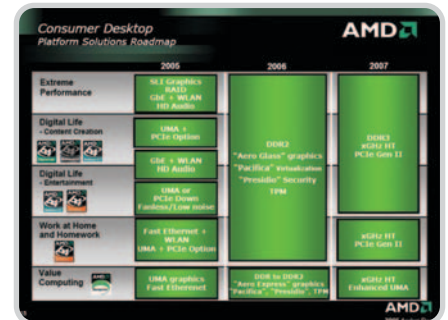 Consumer Desktop
Platform Solutions Roadmap
AMD
2005
2006
2007
Extreme
Performance
SLI Graphics
RAID
GbE + WLAN
HD Audio
Digital Life
- Content Creation
UMA +
PCIe Option
GbE + WLAN
HD Audio
Digital Life
- Entertainment
UMA or
PCIe Down
Fanless/Low noise
Work at Home
and Homework
Fast Ethernet +
WLAN
UMA + PCIe Option
Value
Computing
UMA graphics
Fast Ethernet
DDR2
"Aero Glass" graphics
"Pacifica" Virtualization
"Presidio" Security
TPM
DDR to DDR2
"Aero Express" graphics
"Pacifica", "Presidio", TPM
DDR3
xGHz HT
PCIe Gen II
xGHz HT
PCIe Gen II
xGHz HT
Enhanced UMA
AMD